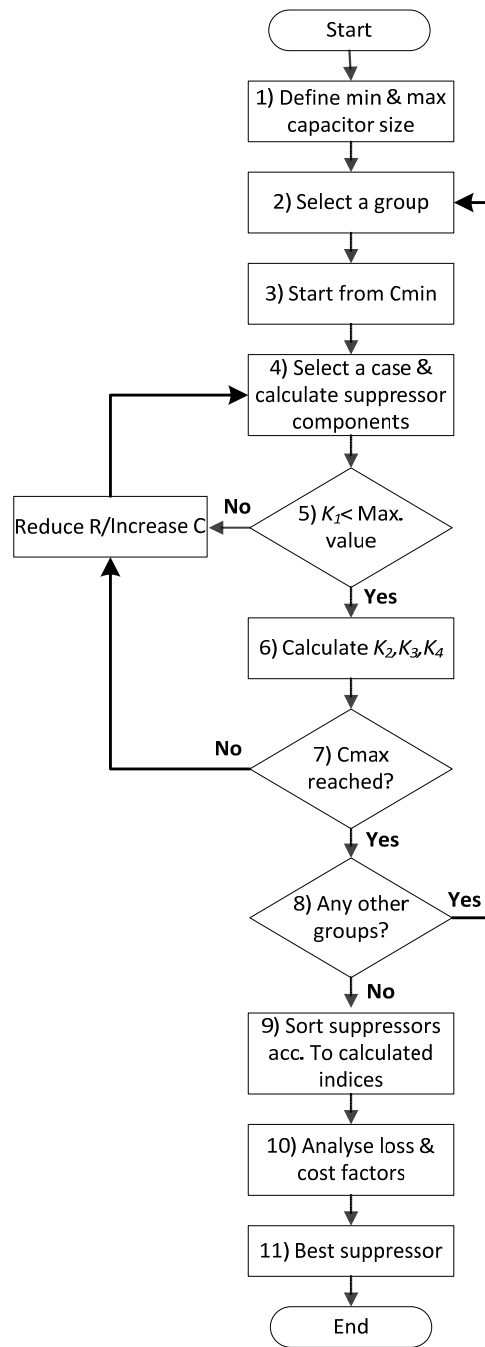 Start
1) Define min & max
capacitor size
2) Select a group
3) Start from Cmin
4) Select a case &
calculate suppressor
components
No
5) K1< Max.
value
Reduce R/Increase C
Yes
6) Calculate K2,K3,K4
No
7) Cmax
reached?
Yes
8) Any other
groups?
Yes
No
9) Sort suppressors
acc. To calculated
indices
10) Analyse loss &
cost factors
11) Best suppressor
End